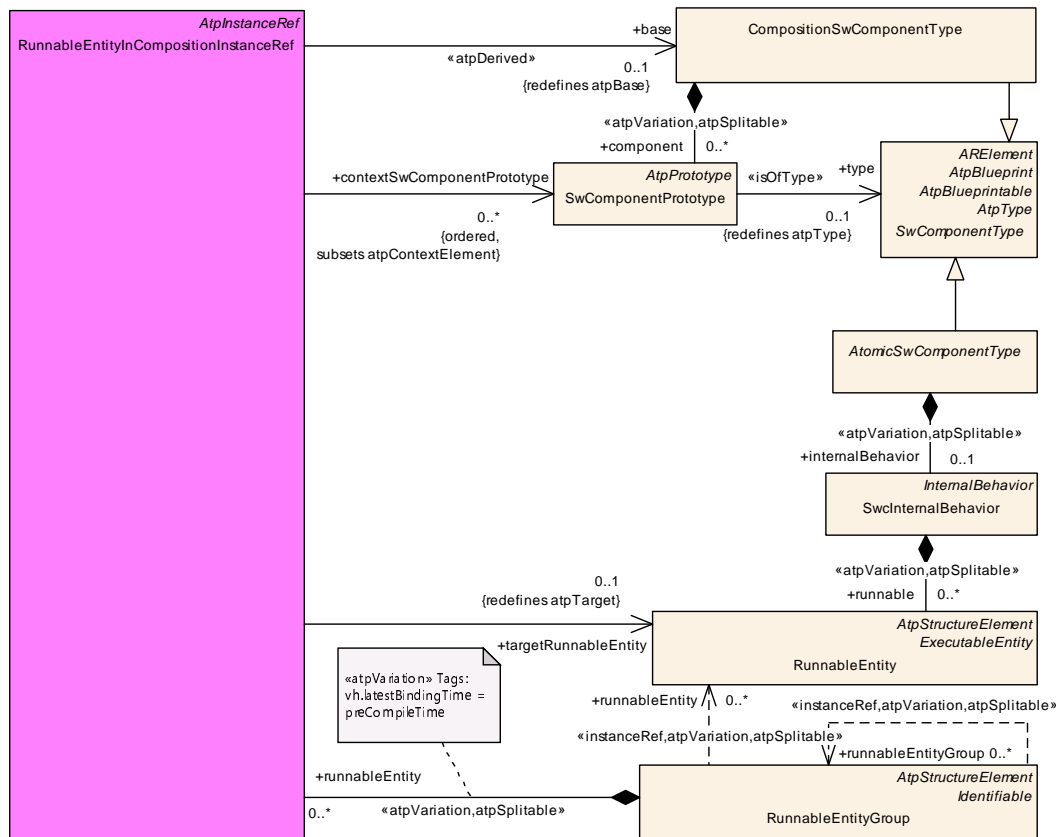 AtpInstanceRef
RunnableEntityInCompositionInstanceRef
+base
«atpDerived»
0..1
{redefines atpBase}
CompositionSwComponentType
«atpVariation,atpSplitable»
+component
0..*
+contextSwComponentPrototype
0..*
{ordered,
subsets atpContextElement}
AtpPrototype
SwComponentPrototype
«isOfType»
+type
0..1
{redefines atpType}
ARElement
AtpBlueprint
AtpBlueprintable
AtpType
SwComponentType
AtomicSwComponentType
«atpVariation,atpSplitable»
+internalBehavior
0..1
InternalBehavior
SwcInternalBehavior
«atpVariation,atpSplitable»
+runnable
0..*
0..1
{redefines atpTarget}
+targetRunnableEntity
AtpStructureElement
ExecutableEntity
RunnableEntity
«atpVariation» Tags:
vh.latestBindingTime =
preCompileTime
+runnableEntity
0..*
«instanceRef,atpVariation,atpSplitable»
«instanceRef,atpVariation,atpSplitable»
+runnableEntityGroup 0..*
+runnableEntity
0..*
«atpVariation,atpSplitable»
AtpStructureElement
Identifiable
RunnableEntityGroup